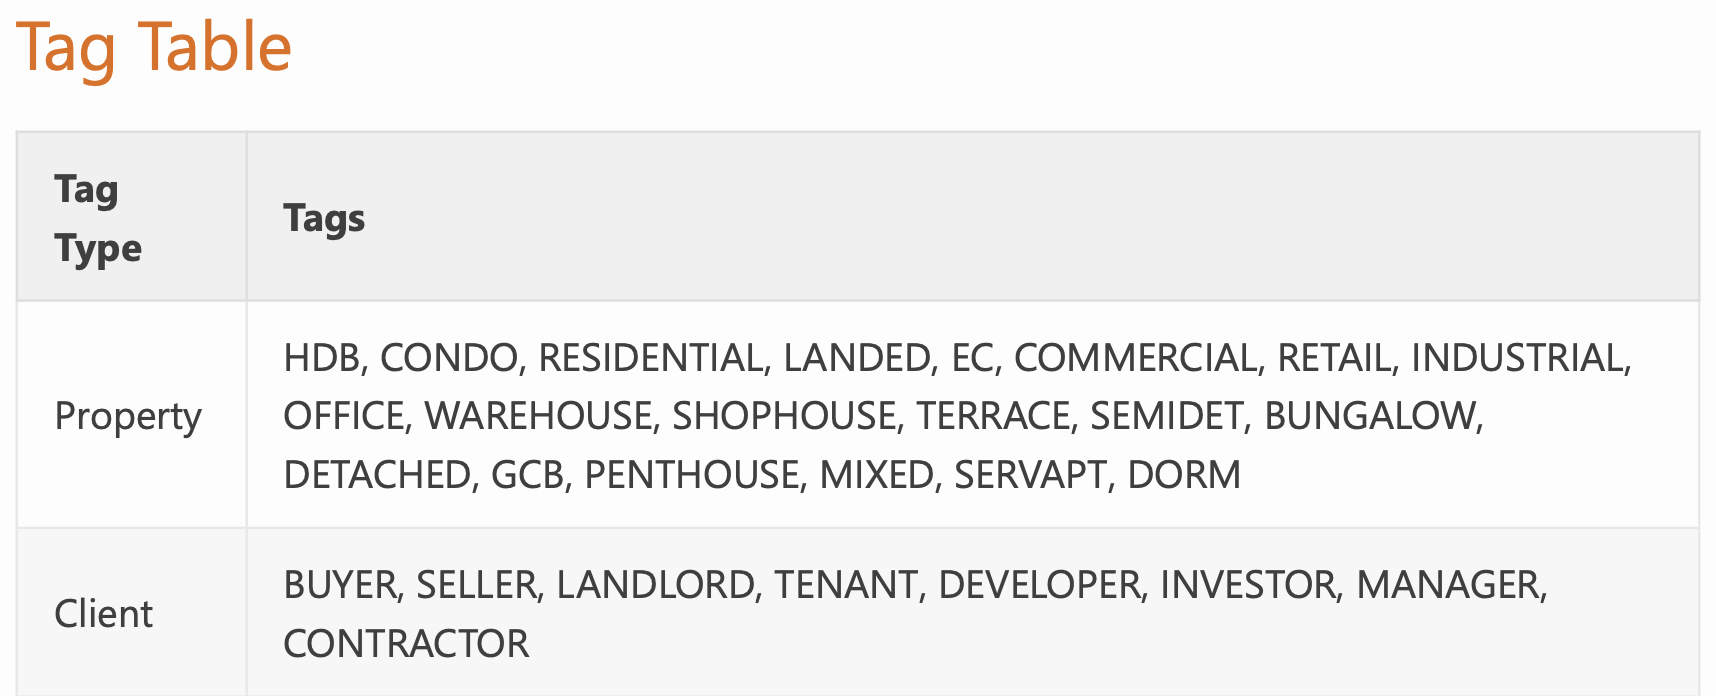 Tag Table
Tag
Type
Tags
HDB, CONDO, RESIDENTIAL, LANDED, EC, COMMERCIAL, RETAIL, INDUSTRIAL,
Property
OFFICE, WAREHOUSE, SHOPHOUSE, TERRACE, SEMIDET, BUNGALOW,
DETACHED, GCB, PENTHOUSE, MIXED, SERVAPT, DORM
Client
BUYER, SELLER, LANDLORD, TENANT, DEVELOPER, INVESTOR, MANAGER,
CONTRACTOR